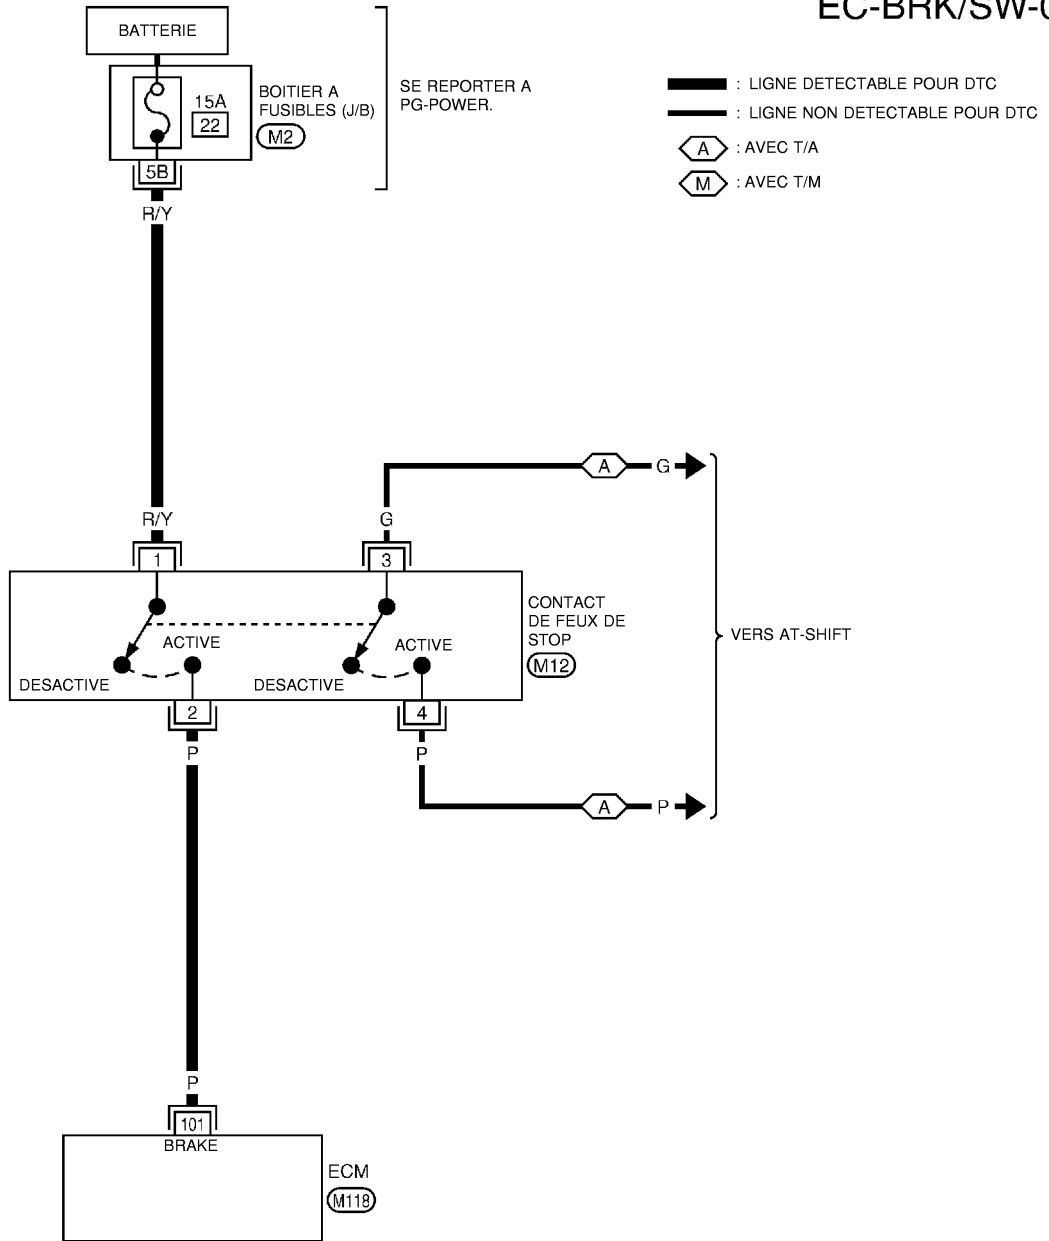 EC-BRK/SW-0
BATTERIE
15A
22
BOITIER A
FUSIBLES (J/B)
M2
SE REPORTER A
PG-POWER.
5B
R/Y
: LIGNE DETECTABLE POUR DTC
: LIGNE NON DETECTABLE POUR DTC
A : AVEC T/A
M : AVEC T/M
A G
R/Y
G
1
3
ACTIVE
DESACTIVE
ACTIVE
DESACTIVE
CONTACT
DE FEUX DE
STOP
M12
VERS AT-SHIFT
2
4
P
P
A P
P
101
BRAKE
ECM
M118